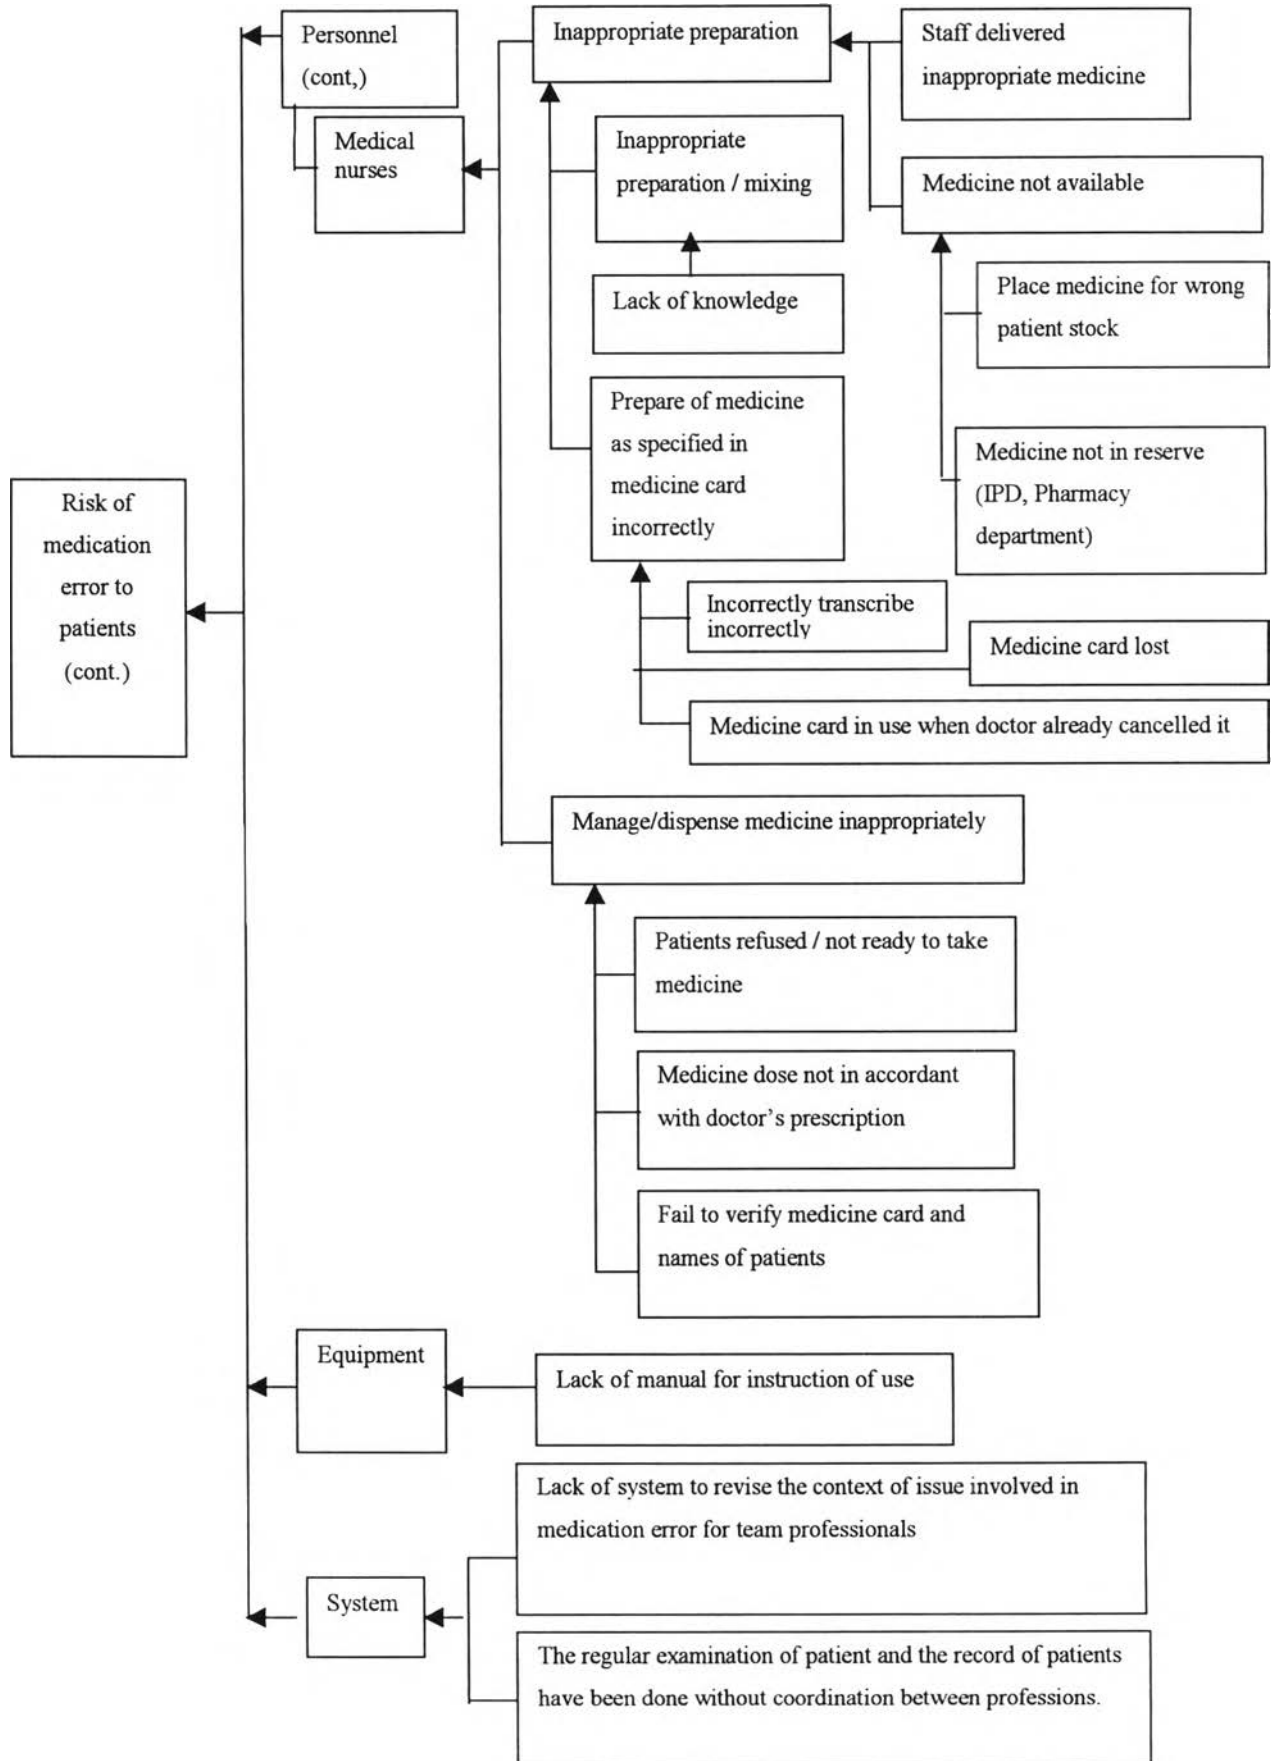 Personnel
(cont,)
Medical
nurses
Inappropriate preparation
Staff delivered
inappropriate medicine
Inappropriate
preparation / mixing
Medicine not available
Lack of knowledge
Place medicine for wrong
patient stock
Prepare of medicine
as specified in
medicine card
incorrectly
Medicine not in reserve
(IPD, Pharmacy
department)
Risk of
medication
error to
patients
(cont.)
Incorrectly transcribe
incorrectly
Medicine card lost
Medicine card in use when doctor already cancelled it
Manage/dispense medicine inappropriately
Patients refused / not ready to take
medicine
Medicine dose not in accordant
with doctor's prescription
Fail to verify medicine card and
names of patients
Equipment
Lack of manual for instruction of use
Lack of system to revise the context of issue involved in
medication error for team professionals
System
The regular examination of patient and the record of patients
have been done without coordination between professions.